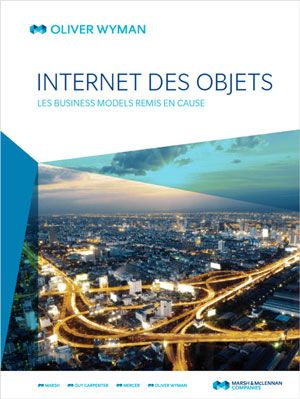 OLIVER WYMAN
INTERNET DES OBJETS
LES BUSINESS MODELS REMIS EN CAUSE
MARSH GUY CARPENTER MERCER OLIVER WYMAN
MARSH & MCLENNAN
COMPANIES